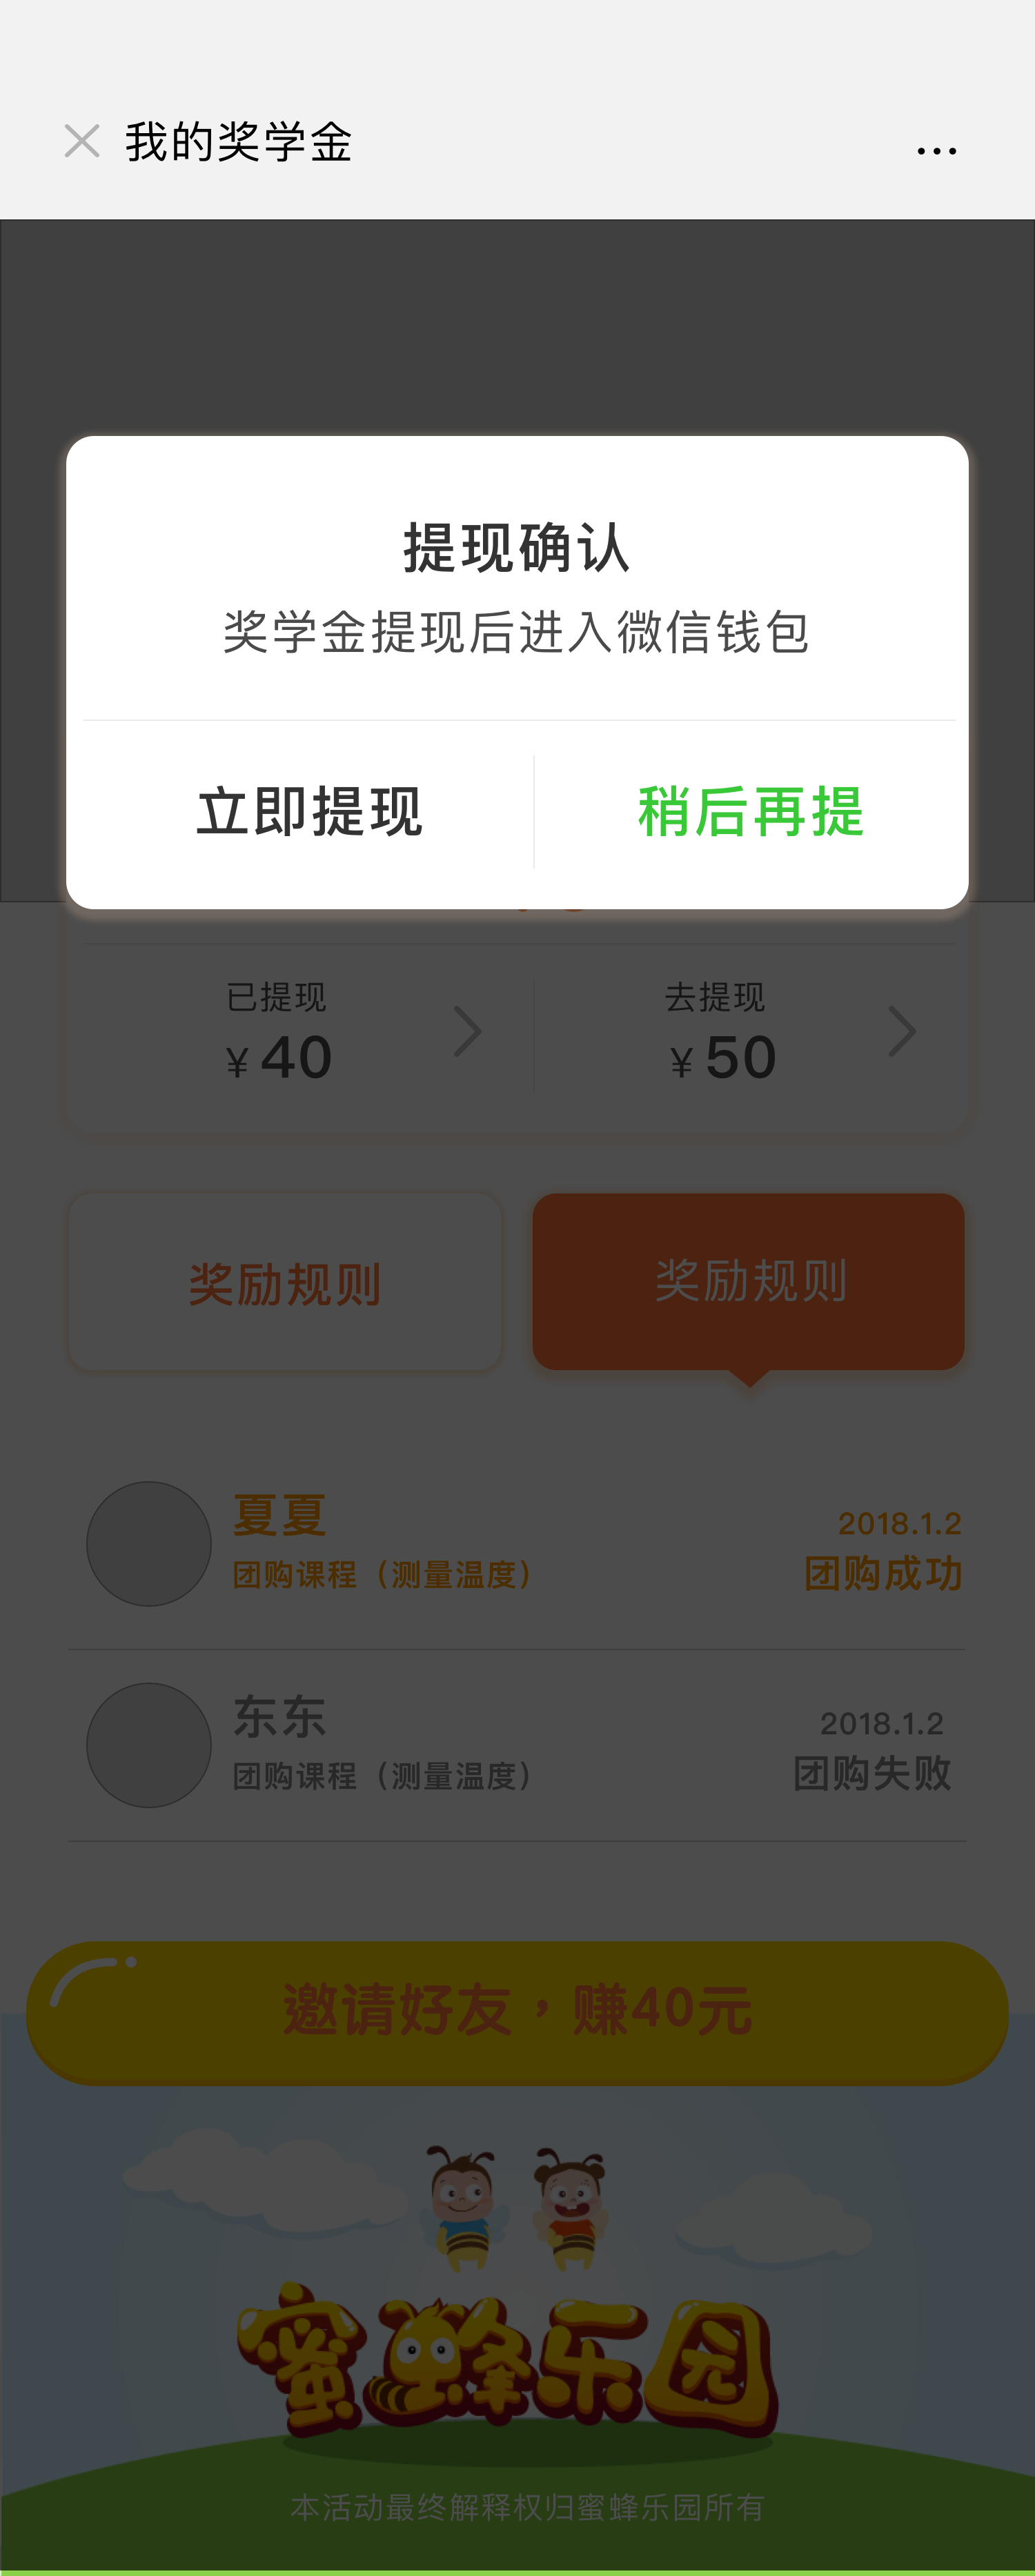 我的奖学金
提现确认
奖学金提现后进入微信钱包
立即提现 稍后再提
已提现 去提现
¥ 40 ¥ 50
奖励规则 奖励规则
夏夏 2018.1.2
团购课程（测量温度） 团购成功
东东 2018.1.2
团购课程（测量温度） 团购失败
邀请好友，赚40元
蜜蜂乐园
本活动最终解释权归蜜蜂乐园所有